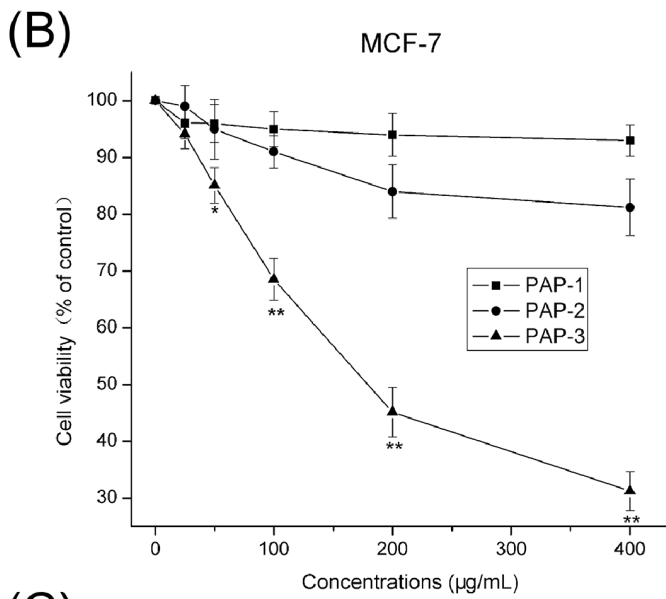 (B)
MCF-7
100
90
80
70
60
50
40
30
Cell viability (% of control)
*
**
**
**
PAP-1
PAP-2
PAP-3
0 100 200 300 400
Concentrations (μg/mL)